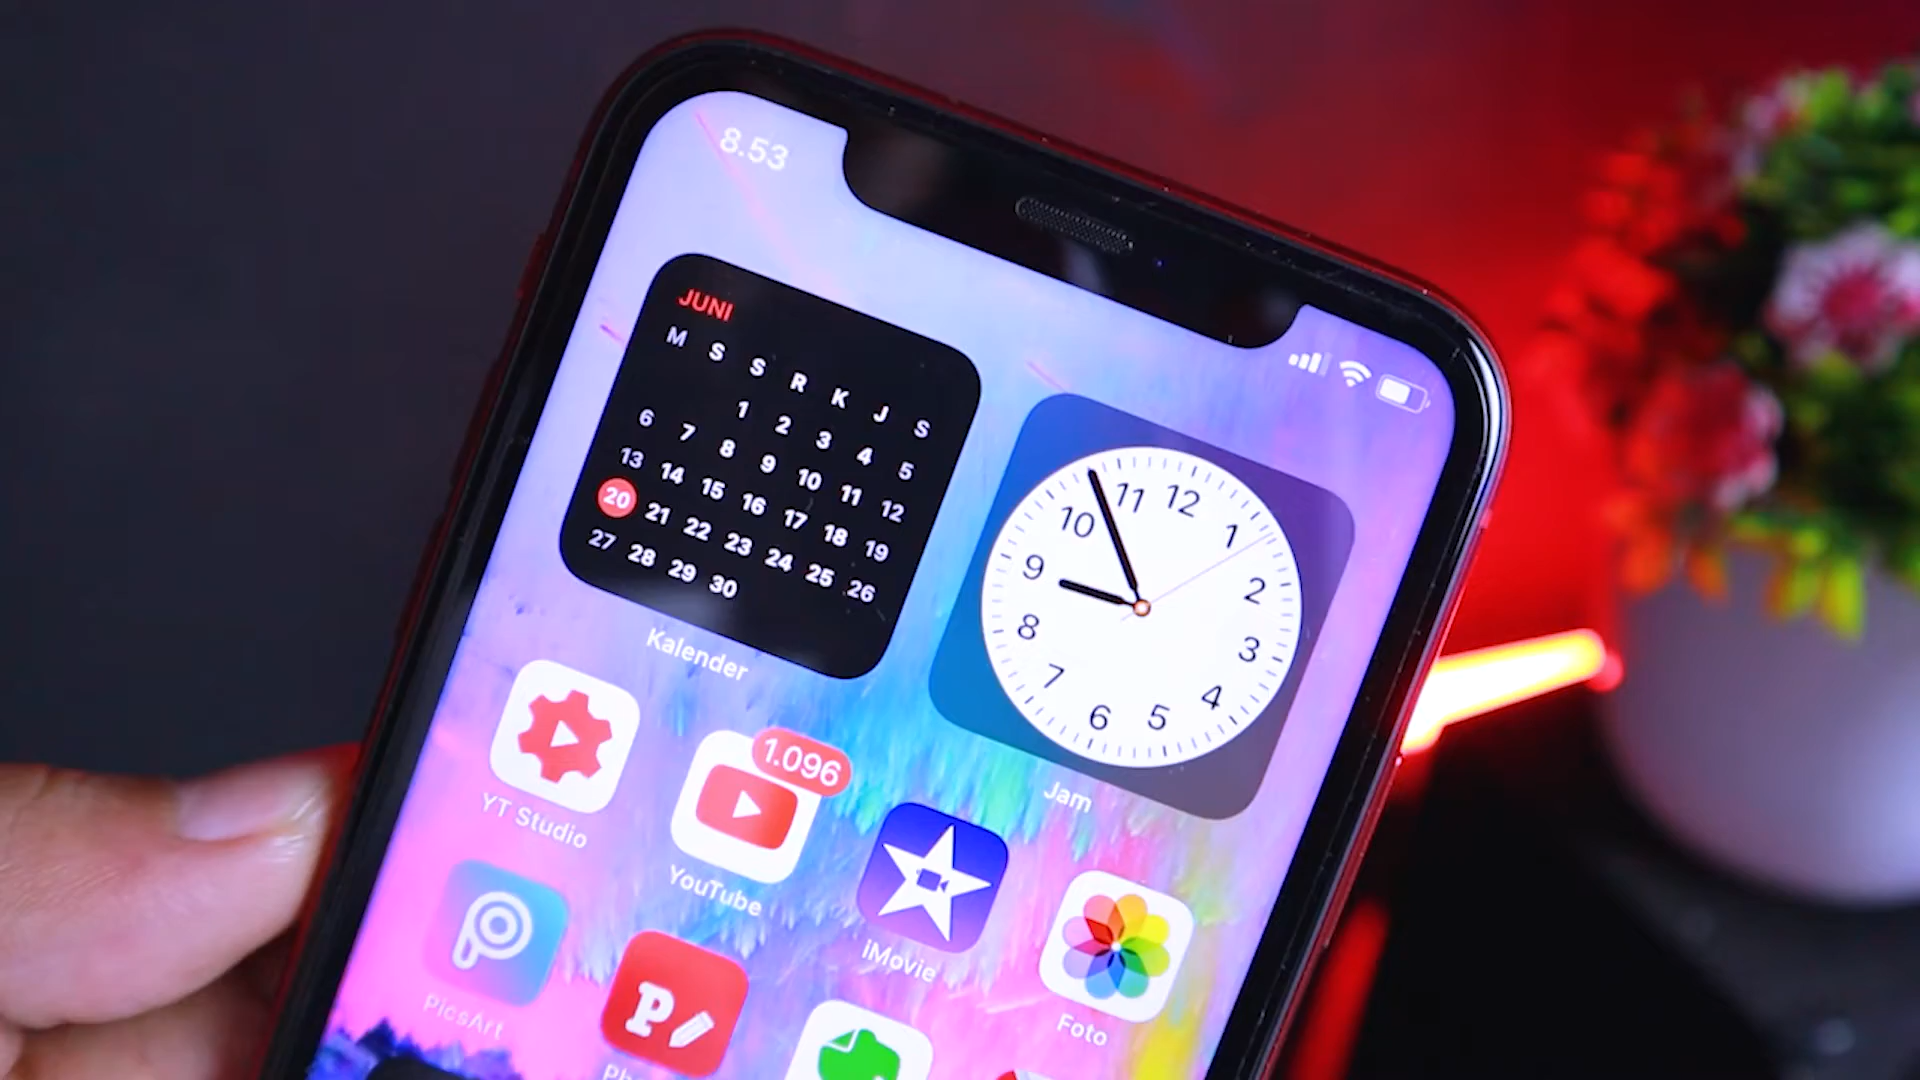 8.53
JUNI
M S S R K J S
1 2 3 4 5
6 7 8 9 10 11 12
13 14 15 16 17 18 19
20 21 22 23 24 25 26
27 28 29 30
Kalender
12
1
2
3
4
5
6
7
8
9
10
11
Jam
1.096
YT Studio
YouTube
iMovie
Foto
PicsArt
P